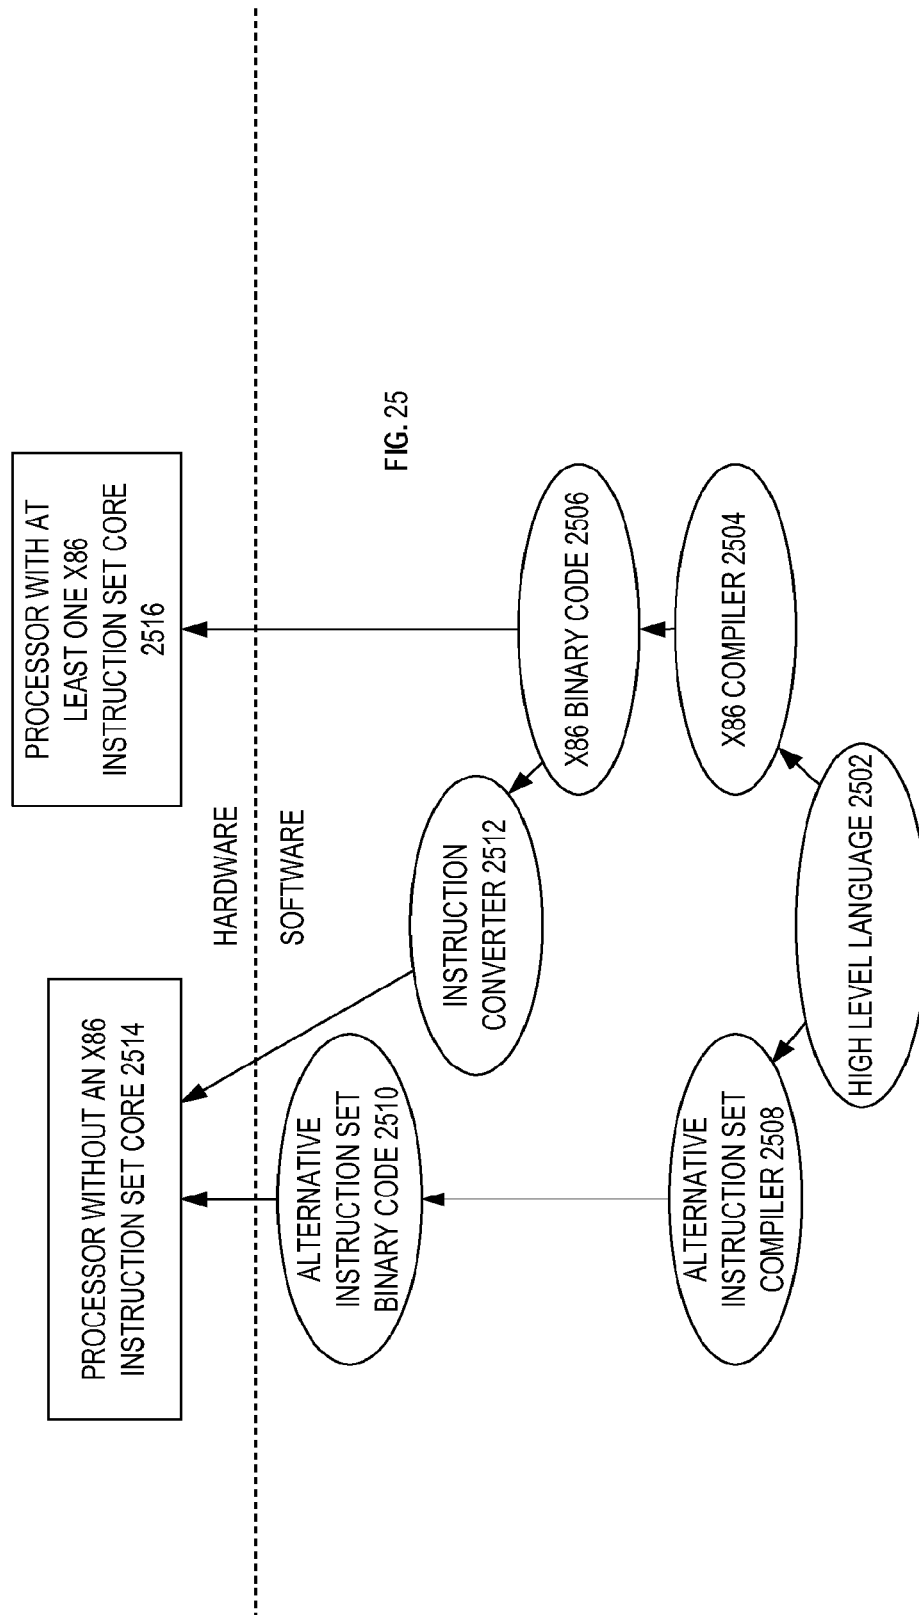 PROCESSOR WITHOUT AN X86
INSTRUCTION SET CORE 2514
PROCESSOR WITH AT
LEAST ONE X86
INSTRUCTION SET CORE
2516
HARDWARE
SOFTWARE
ALTERNATIVE
INSTRUCTION SET
BINARY CODE 2510
INSTRUCTION
CONVERTER 2512
FIG. 25
X86 BINARY CODE 2506
ALTERNATIVE
INSTRUCTION SET
COMPILER 2508
X86 COMPILER 2504
HIGH LEVEL LANGUAGE 2502